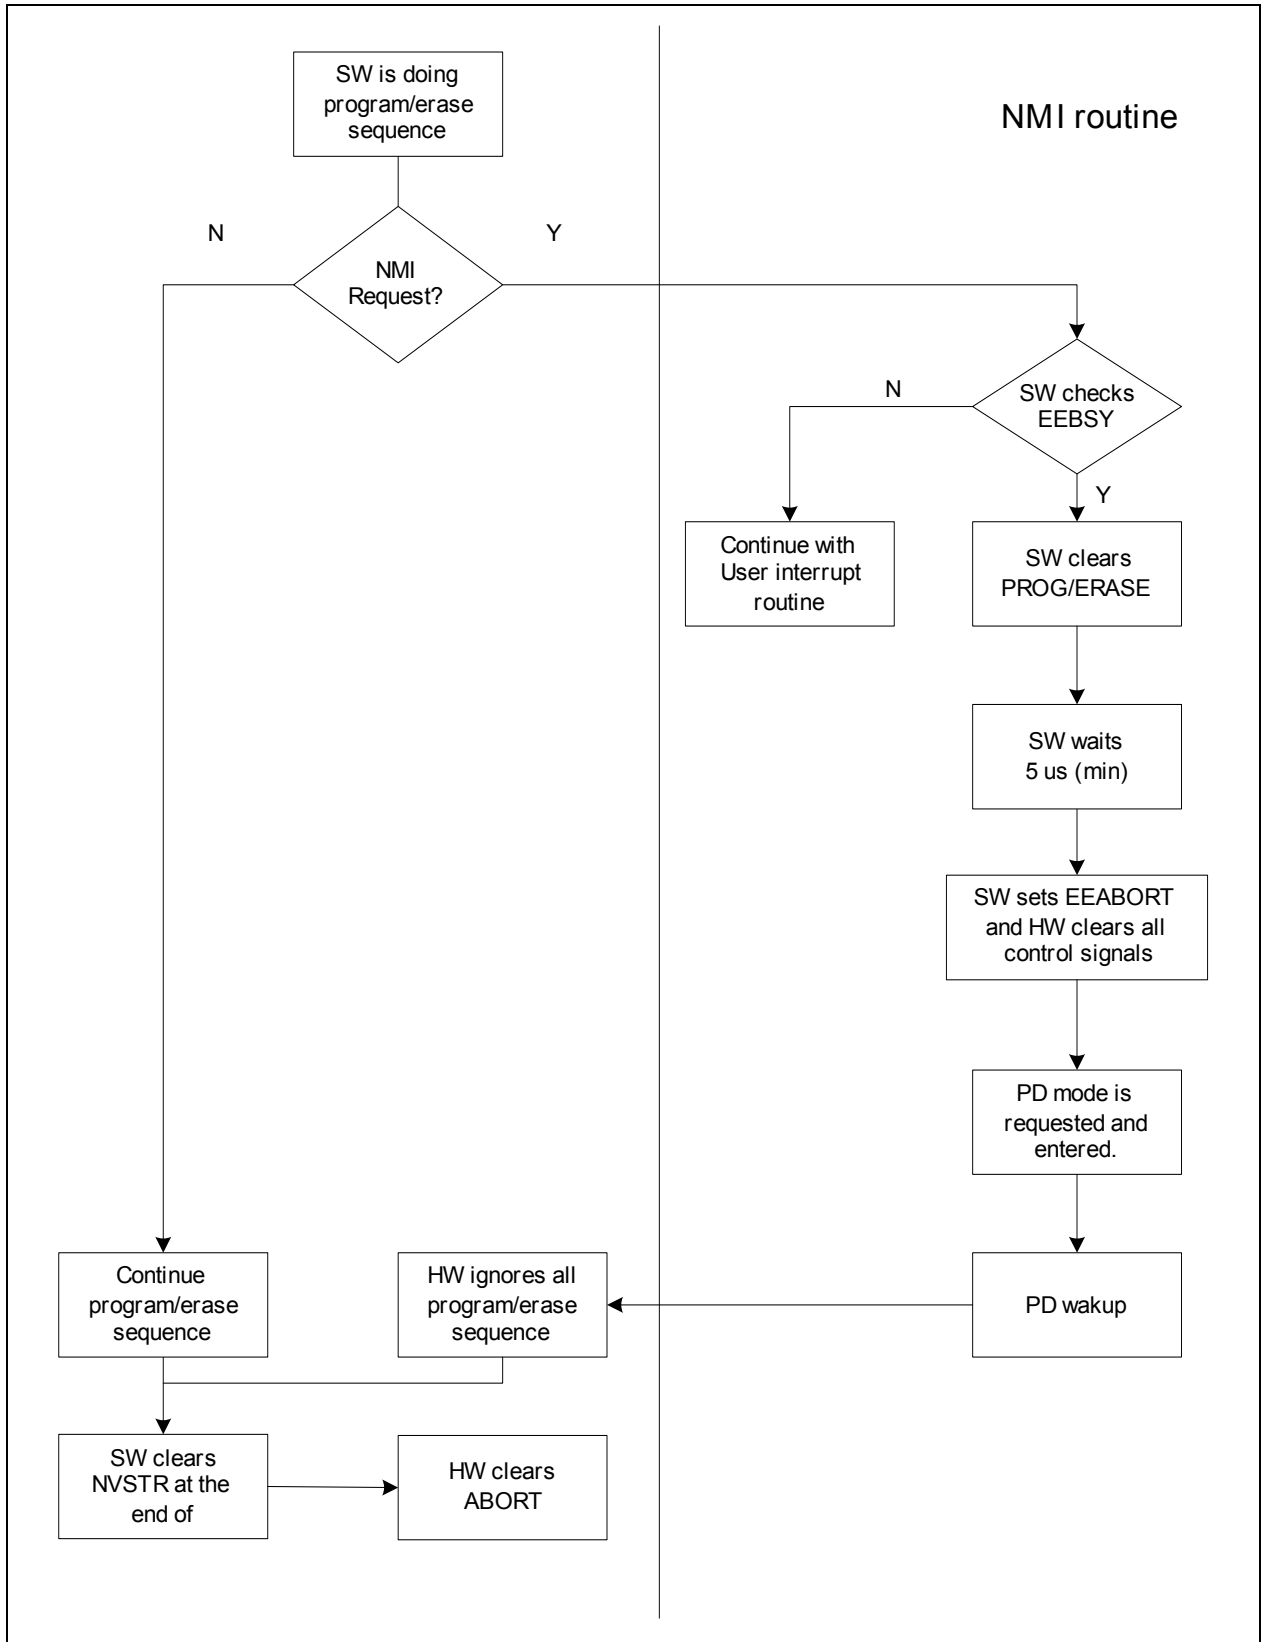 SW is doing
program/erase
sequence
NMI routine
N
Y
NMI
Request?
SW checks
EEBSY
N
Y
Continue with
User interrupt
routine
SW clears
PROG/ERASE
SW waits
5 us (min)
SW sets EEABORT
and HW clears all
control signals
PD mode is
requested and
entered.
Continue
program/erase
sequence
HW ignores all
program/erase
sequence
PD wakup
SW clears
NVSTR at the
end of
HW clears
ABORT